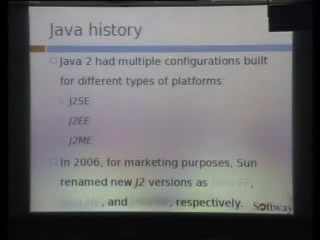 Java history
Java 2 had multiple configurations built
for different types of platforms:
J2SE
J2EE
J2ME
In 2006, for marketing purposes, Sun
renamed new J2 versions as
, and , respectively.
Softway